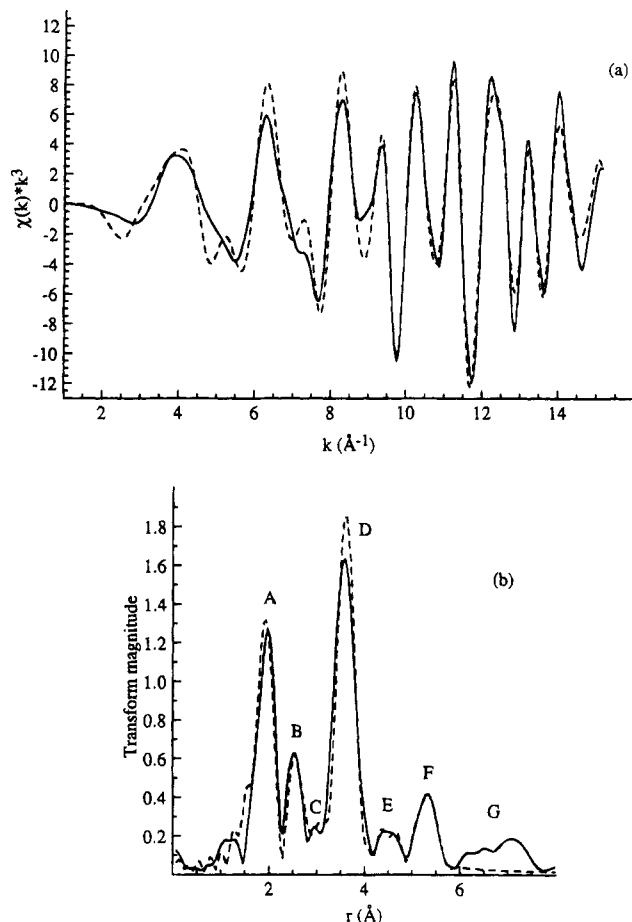 (a)
χ(k)*k³
12
10
8
6
4
2
0
-2
-4
-6
-8
-10
-12
2 4 6 8 10 12 14
k (Å⁻¹)
(b)
Transform magnitude
1.8
1.6
1.4
1.2
1.0
0.8
0.6
0.4
0.2
A
B
C
D
E
F
G
2 4 6
r (Å)